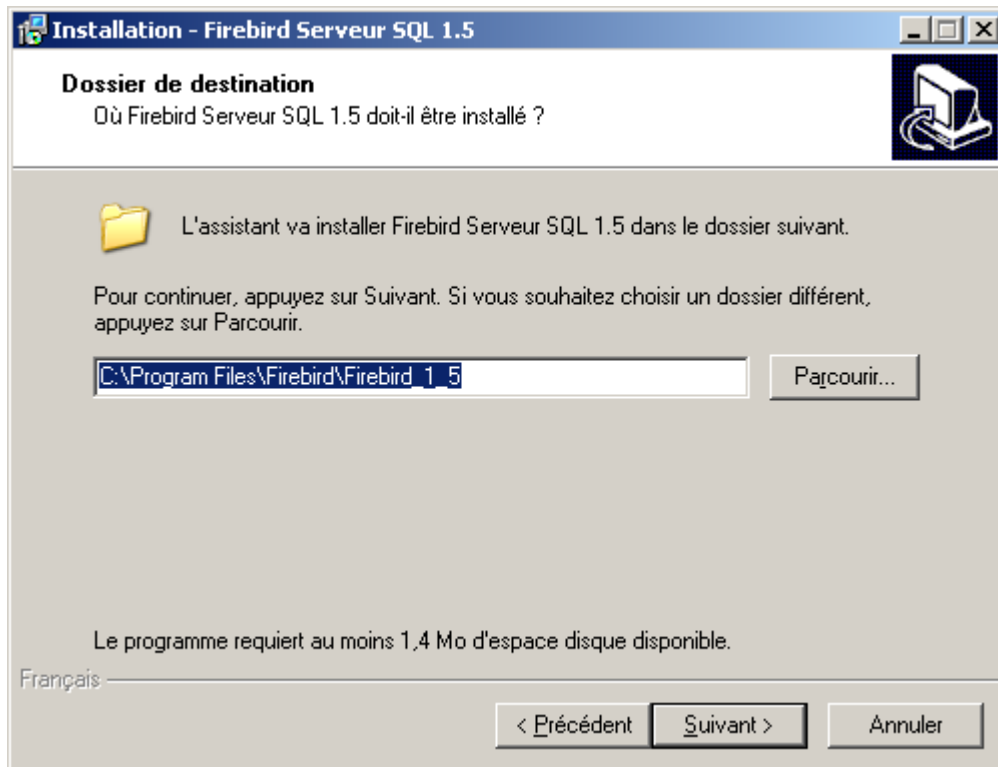 Installation - Firebird Serveur SQL 1.5
Dossier de destination
Où Firebird Serveur SQL 1.5 doit-il être installé ?
L'assistant va installer Firebird Serveur SQL 1.5 dans le dossier suivant.
Pour continuer, appuyez sur Suivant. Si vous souhaitez choisir un dossier différent,
appuyez sur Parcourir.
C:\Program Files\Firebird\Firebird_1_5
Parcourir...
Le programme requiert au moins 1,4 Mo d'espace disque disponible.
Français
< Précédent
Suivant >
Annuler